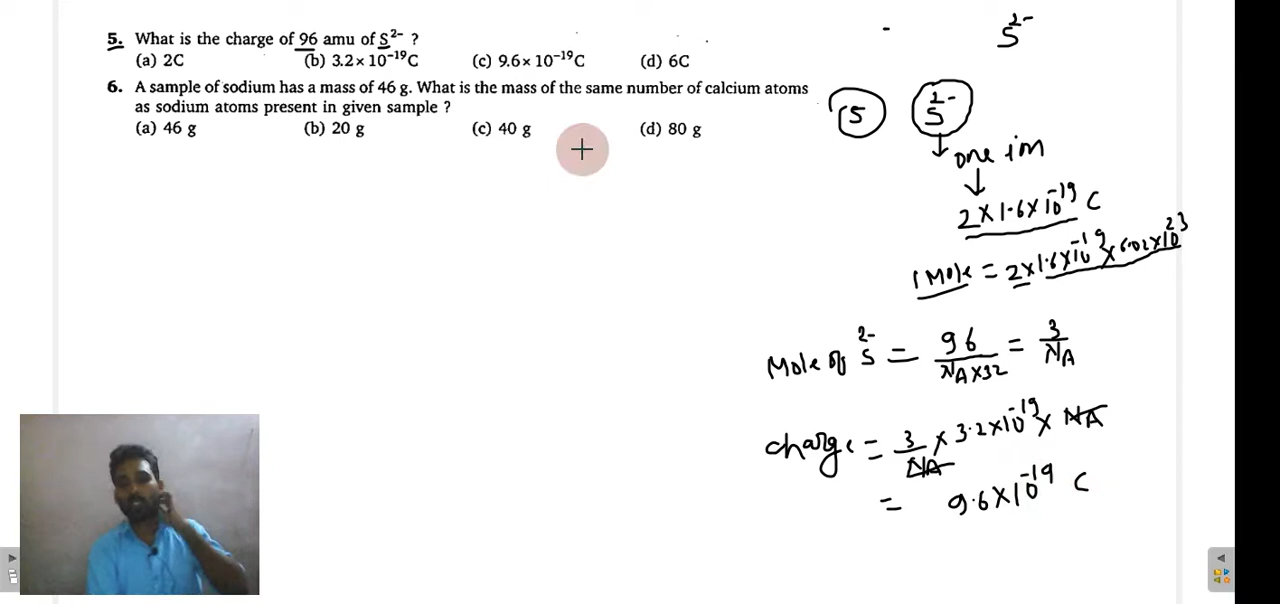 5. What is the charge of 96 amu of S²⁻ ?
(a) 2C (b) 3.2×10⁻¹⁹C (c) 9.6×10⁻¹⁹C (d) 6C
6. A sample of sodium has a mass of 46 g. What is the mass of the same number of calcium atoms
as sodium atoms present in given sample ?
(a) 46 g (b) 20 g (c) 40 g (d) 80 g
S²⁻
(5) S²⁻
one ion
2×1.6×10⁻¹⁹ C
1 Mole = 2×1.6×10⁻¹⁹×6.02×10²³
Mole of S²⁻ = 96/(NA×32) = 3/NA
charge = 3/NA × 3.2×10⁻¹⁹ × NA
= 9.6×10⁻¹⁹ C